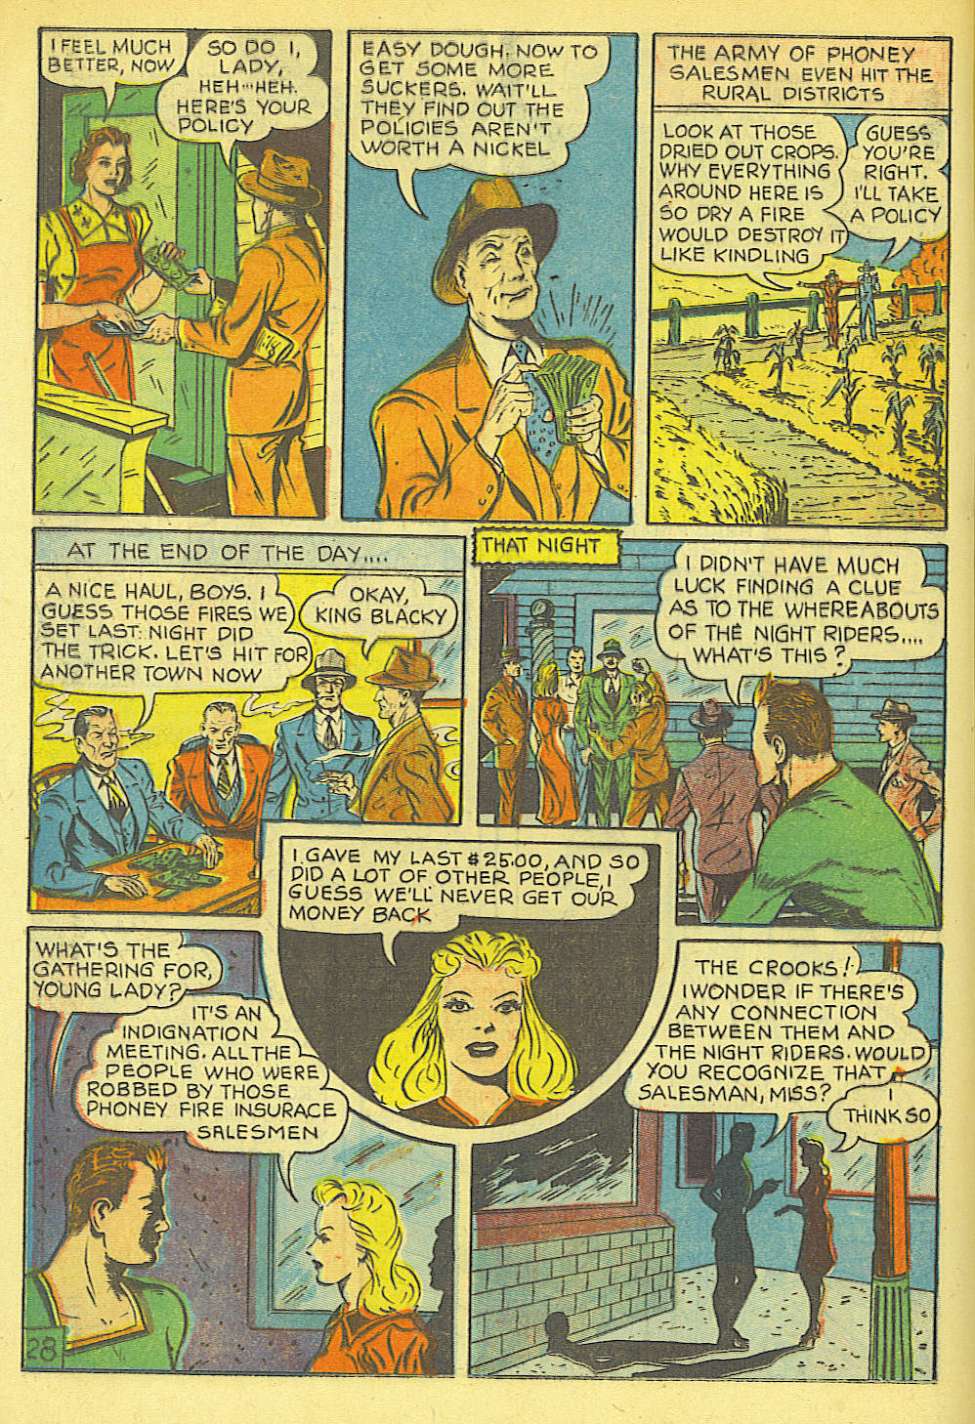 I FEEL MUCH
BETTER, NOW
SO DO I,
LADY,
HEH--HEH.
HERE'S YOUR
POLICY
EASY DOUGH. NOW TO
GET SOME MORE
SUCKERS. WAIT'LL
THEY FIND OUT THE
POLICIES AREN'T
WORTH A NICKEL
THE ARMY OF PHONEY
SALESMEN EVEN HIT THE
RURAL DISTRICTS
LOOK AT THOSE
DRIED OUT CROPS.
WHY EVERYTHING
AROUND HERE IS
SO DRY A FIRE
WOULD DESTROY IT
LIKE KINDLING
GUESS
YOU'RE
RIGHT.
I'LL TAKE
A POLICY
AT THE END OF THE DAY....
A NICE HAUL, BOYS. I
GUESS THOSE FIRES WE
SET LAST NIGHT DID
THE TRICK. LET'S HIT FOR
ANOTHER TOWN NOW
OKAY,
KING BLACKY
THAT NIGHT
I DIDN'T HAVE MUCH
LUCK FINDING A CLUE
AS TO THE WHEREABOUTS
OF THE NIGHT RIDERS....
WHAT'S THIS?
WHAT'S THE
GATHERING FOR,
YOUNG LADY?
IT'S AN
INDIGNATION
MEETING. ALL THE
PEOPLE WHO WERE
ROBBED BY THOSE
PHONEY FIRE INSURACE
SALESMEN
I GAVE MY LAST $25.00, AND SO
DID A LOT OF OTHER PEOPLE, I
GUESS WE'LL NEVER GET OUR
MONEY BACK
THE CROOKS!
I WONDER IF THERE'S
ANY CONNECTION
BETWEEN THEM AND
THE NIGHT RIDERS. WOULD
YOU RECOGNIZE THAT
SALESMAN, MISS?
I
THINK SO
28